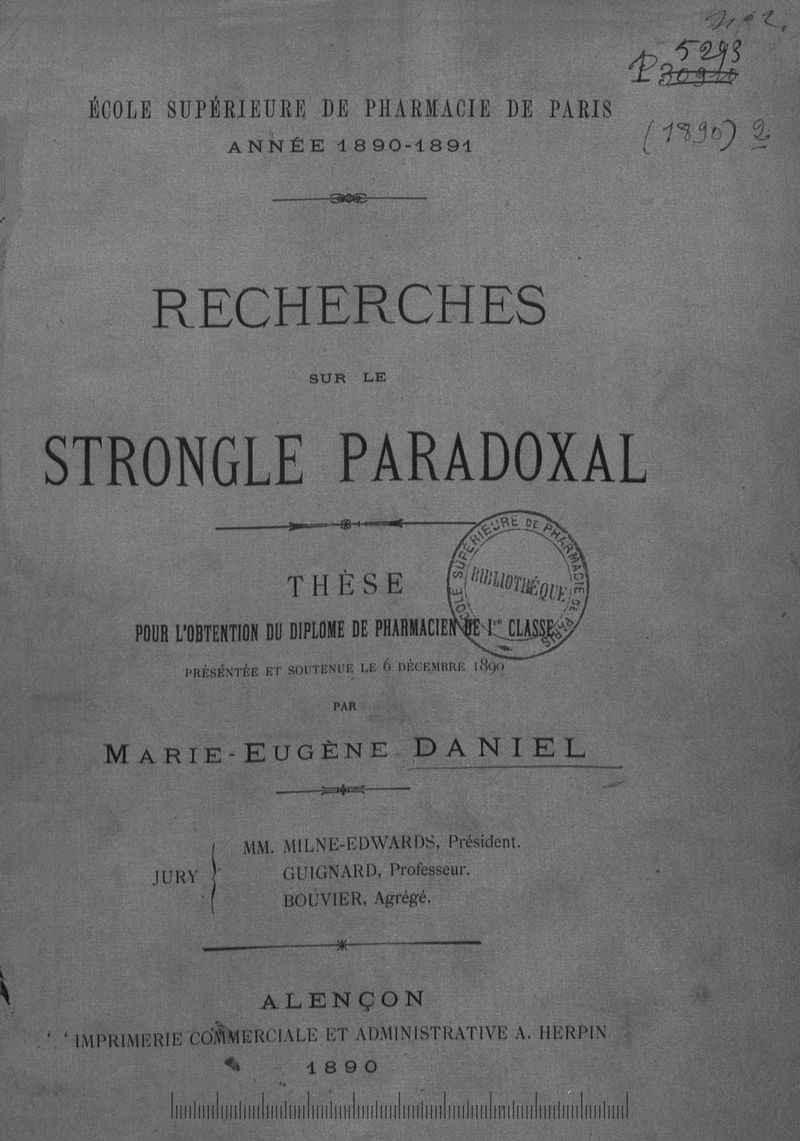 P 5293
30910
(1890) 2
ÉCOLE SUPÉRIEURE DE PHARMACIE DE PARIS
ANNÉE 1890-1891
RECHERCHES
SUR LE
STRONGLE PARADOXAL
THÈSE
POUR L'OBTENTION DU DIPLOME DE PHARMACIEN DE 1re CLASSE
PRÉSENTÉE ET SOUTENUE LE 6 DÉCEMBRE 1890
ÉCOLE SUPÉRIEURE DE PHARMACIE DE PARIS
BIBLIOTHÈQUE
PAR
MARIE-EUGÈNE DANIEL
JURY
MM. MILNE-EDWARDS, Président.
GUIGNARD, Professeur.
BOUVIER, Agrégé.
ALENÇON
IMPRIMERIE COMMERCIALE ET ADMINISTRATIVE A. HERPIN
1890